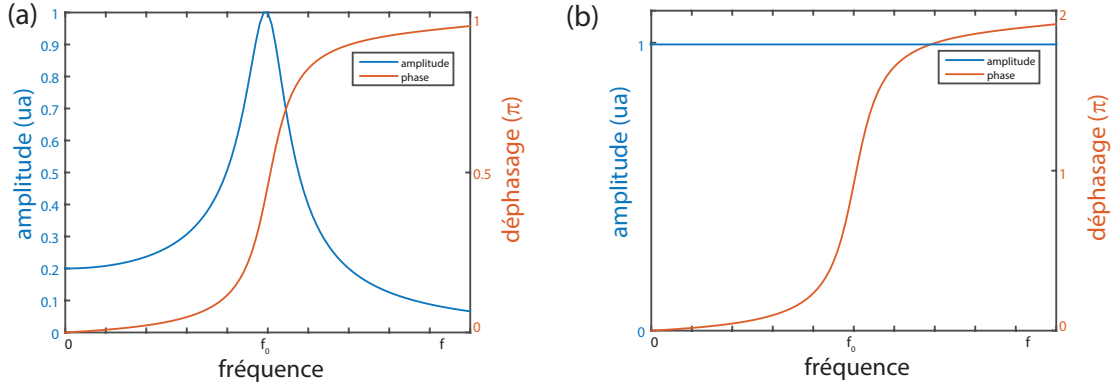 (a)
1
0.9
0.8
0.7
0.6
0.5
0.4
0.3
0.2
0.1
0
amplitude (ua)
amplitude
phase
1
0.5
0
déphasage (π)
0
f0
f
fréquence
(b)
1
0
amplitude (ua)
amplitude
phase
2
1
0
déphasage (π)
0
f0
f
fréquence